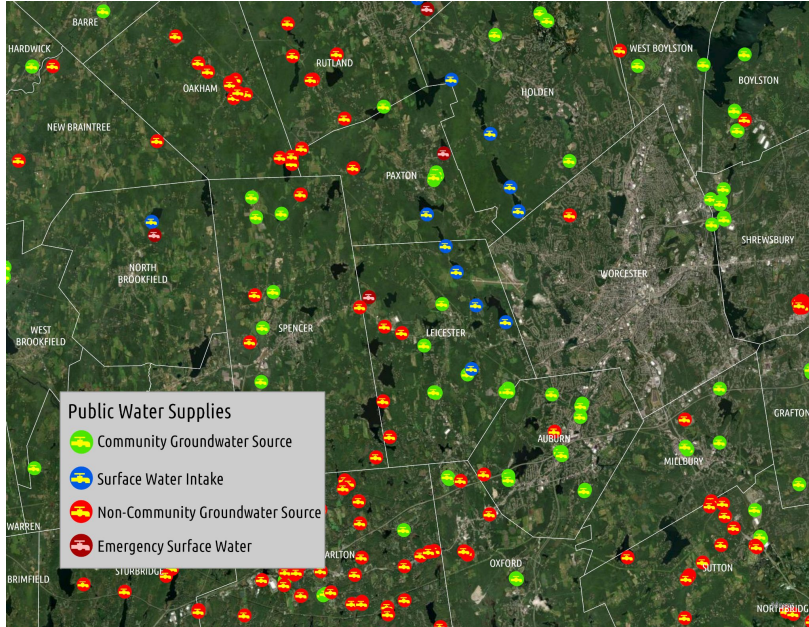 BARRE
HARDWICK
RUTLAND
WEST BOYLSTON
BOYLSTON
OAKHAM
HOLDEN
NEW BRAINTREE
PAXTON
SHREWSBURY
NORTH
BROOKFIELD
WORCESTER
WEST
BROOKFIELD
SPENCER
LEICESTER
Public Water Supplies
Community Groundwater Source
Surface Water Intake
Non-Community Groundwater Source
Emergency Surface Water
GRAFTON
AUBURN
MILLBURY
WARREN
ARLTON
OXFORD
SUTTON
BRIMFIELD
STURBRIDGE
NORTHBRIDG